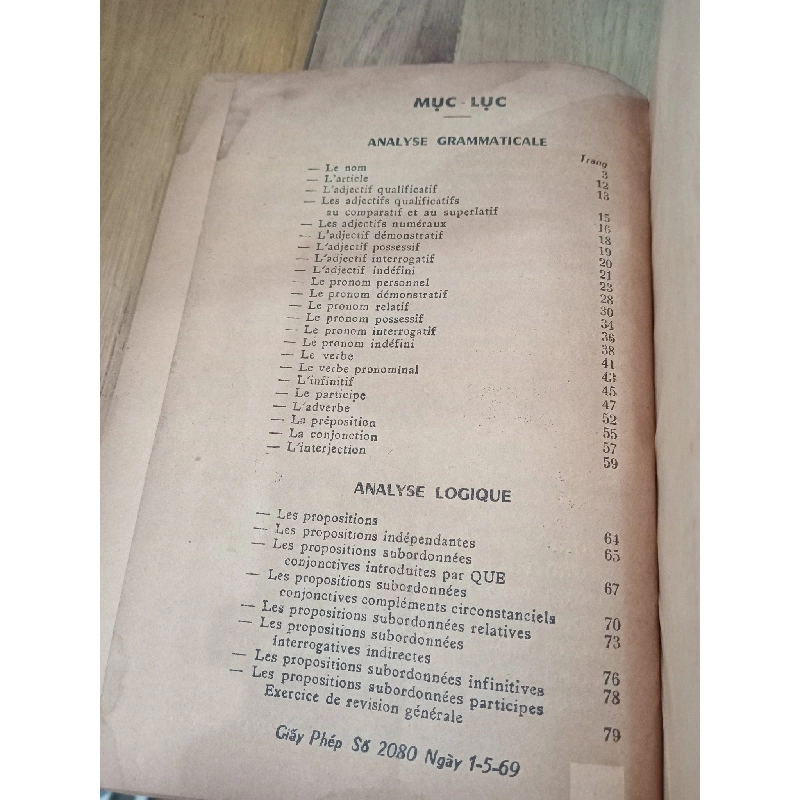 MỤC - LỤC
ANALYSE GRAMMATICALE
Trang
— Le nom 3
— L'article 12
— L'adjectif qualificatif 13
— Les adjectifs qualificatifs
au comparatif et au superlatif 15
— Les adjectifs numéraux 16
— L'adjectif démonstratif 18
— L'adjectif possessif 19
— L'adjectif interrogatif 20
— L'adjectif indéfini 21
— Le pronom personnel 23
— Le pronom démonstratif 28
— Le pronom relatif 30
— Le pronom possessif 34
— Le pronom interrogatif 36
— Le pronom indéfini 38
— Le verbe 41
— Le verbe pronominal 43
— L'infinitif 45
— Le participe 47
— L'adverbe 52
— La préposition 55
— La conjonction 57
— L'interjection 59
ANALYSE LOGIQUE
— Les propositions 64
— Les propositions indépendantes 65
— Les propositions subordonnées
conjonctives introduites par QUE 67
— Les propositions subordonnées
conjonctives compléments circonstanciels 70
— Les propositions subordonnées relatives 73
— Les propositions subordonnées
interrogatives indirectes 76
— Les propositions subordonnées infinitives 78
— Les propositions subordonnées participes
Exercice de revision générale 79
Giấy Phép Số 2080 Ngày 1-5-69